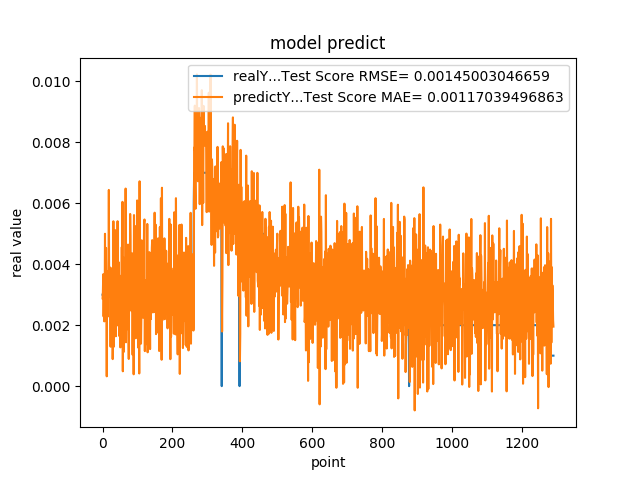 model predict
realY...Test Score RMSE= 0.00145003046659
predictY...Test Score MAE= 0.00117039496863
0.010
0.008
0.006
0.004
0.002
0.000
real value
0 200 400 600 800 1000 1200
point